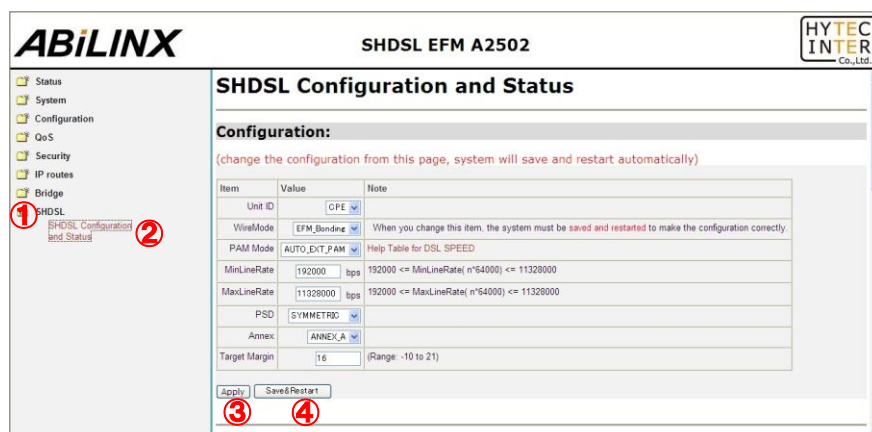 ABiLINX
SHDSL EFM A2502
HYTEC
INTER
Co.,Ltd.
Status
System
Configuration
QoS
Security
IP routes
Bridge
① SHDSL
SHDSL Configuration
and Status ②
SHDSL Configuration and Status
Configuration:
(change the configuration from this page, system will save and restart automatically)
Item Value Note
Unit ID CPE
WireMode EFM_Bonding When you change this item, the system must be saved and restarted to make the configuration correctly.
PAM Mode AUTO_EXT_PAM Help Table for DSL SPEED
MinLineRate 192000 bps 192000 <= MinLineRate( n*64000) <= 11328000
MaxLineRate 11328000 bps 192000 <= MaxLineRate( n*64000) <= 11328000
PSD SYMMETRIC
Annex ANNEX_A
Target Margin 16 (Range: -10 to 21)
Apply Save&Restart
③ ④